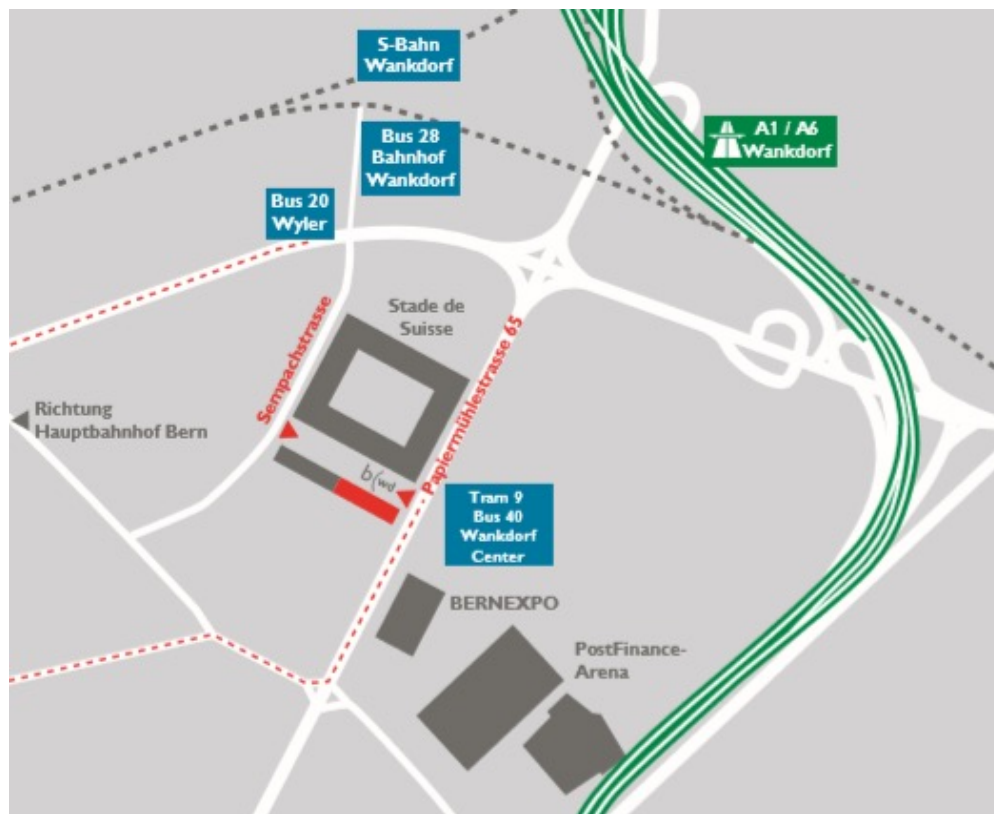 S-Bahn
Wankdorf
A1 / A6
Wankdorf
Bus 28
Bahnhof
Wankdorf
Bus 20
Wyler
Stade de
Suisse
Sempachstrasse
Papiermühlestrasse 65
Richtung
Hauptbahnhof Bern
b(wd
Tram 9
Bus 40
Wankdorf
Center
BERNEXPO
PostFinance-
Arena